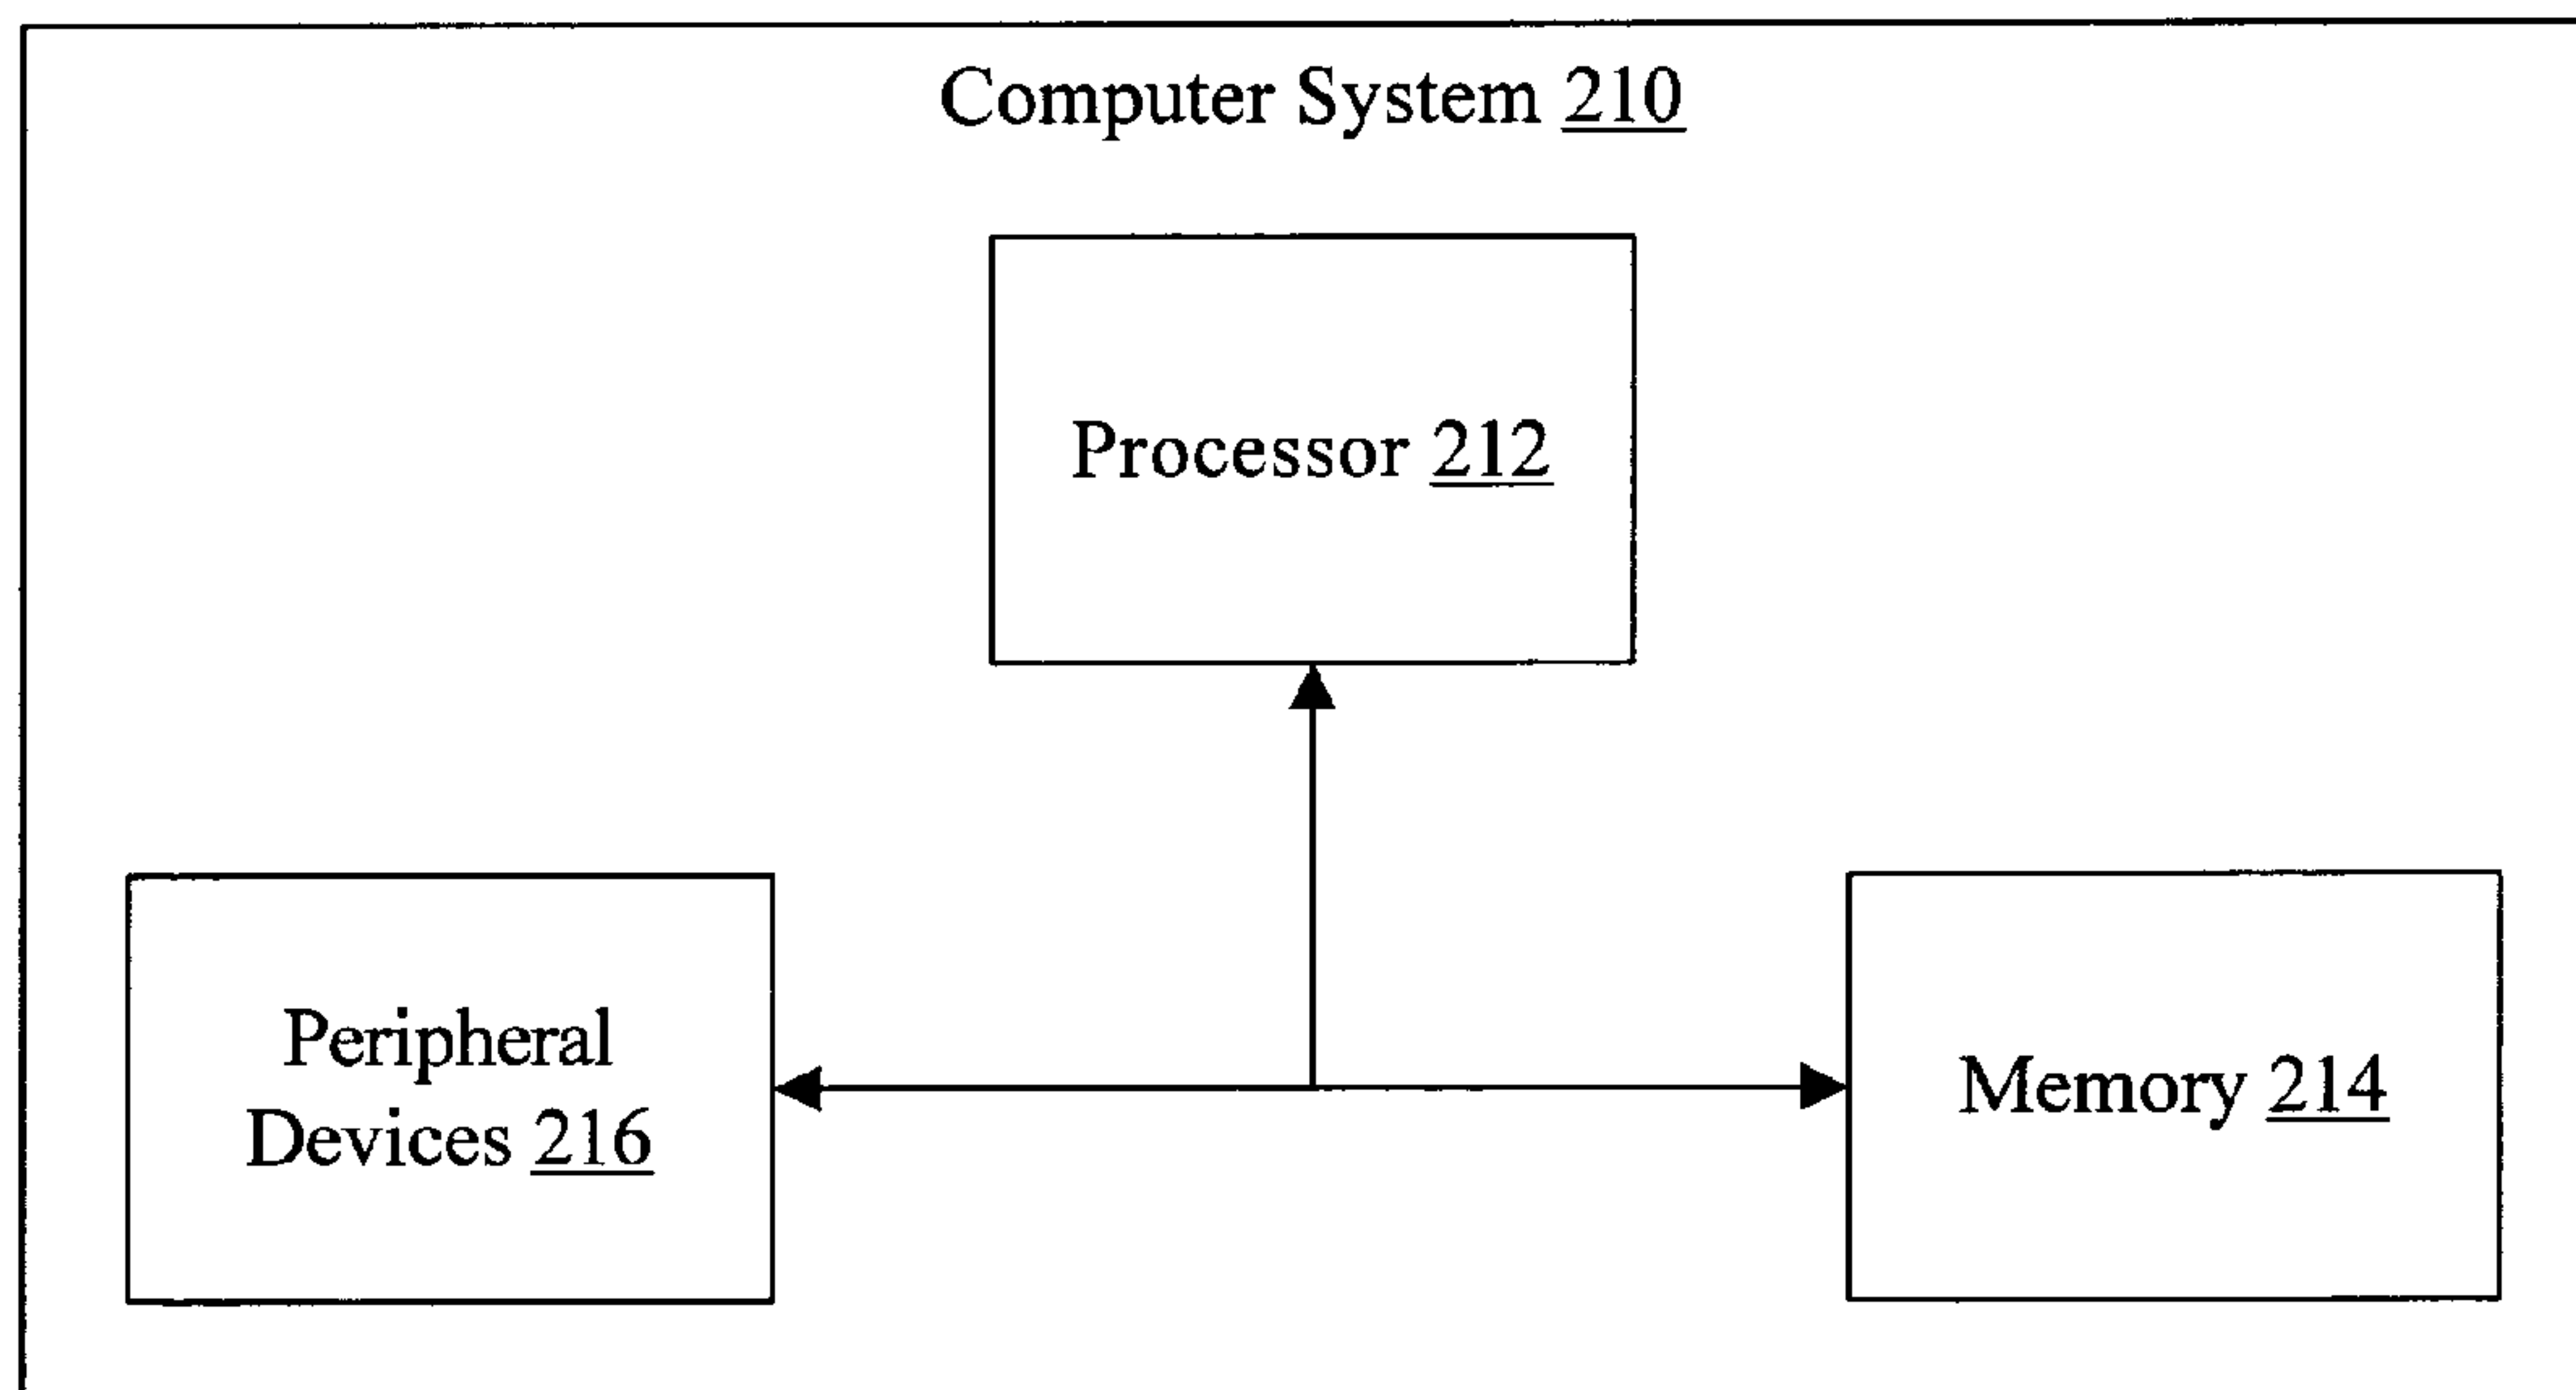 Computer System 210
Processor 212
Peripheral
Devices 216
Memory 214